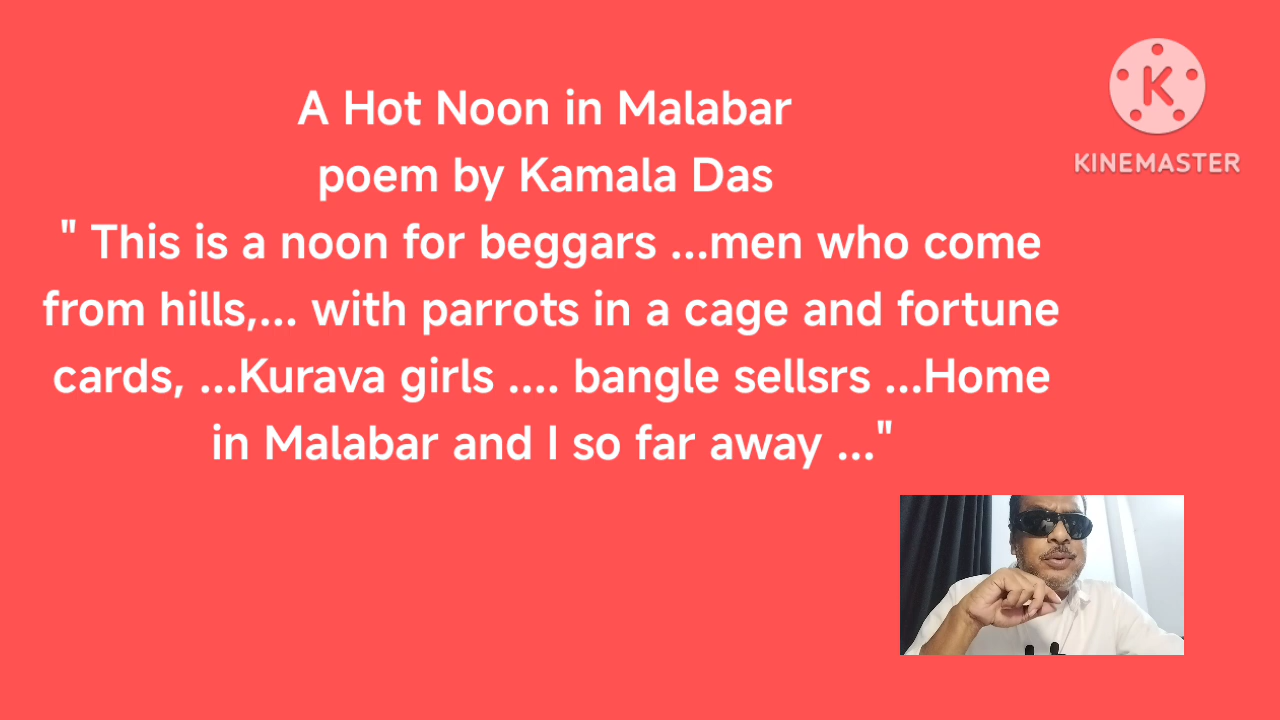 A Hot Noon in Malabar
poem by Kamala Das
" This is a noon for beggars ...men who come
from hills,... with parrots in a cage and fortune
cards, ...Kurava girls .... bangle sellsrs ...Home
in Malabar and I so far away ..."
K
KINEMASTER